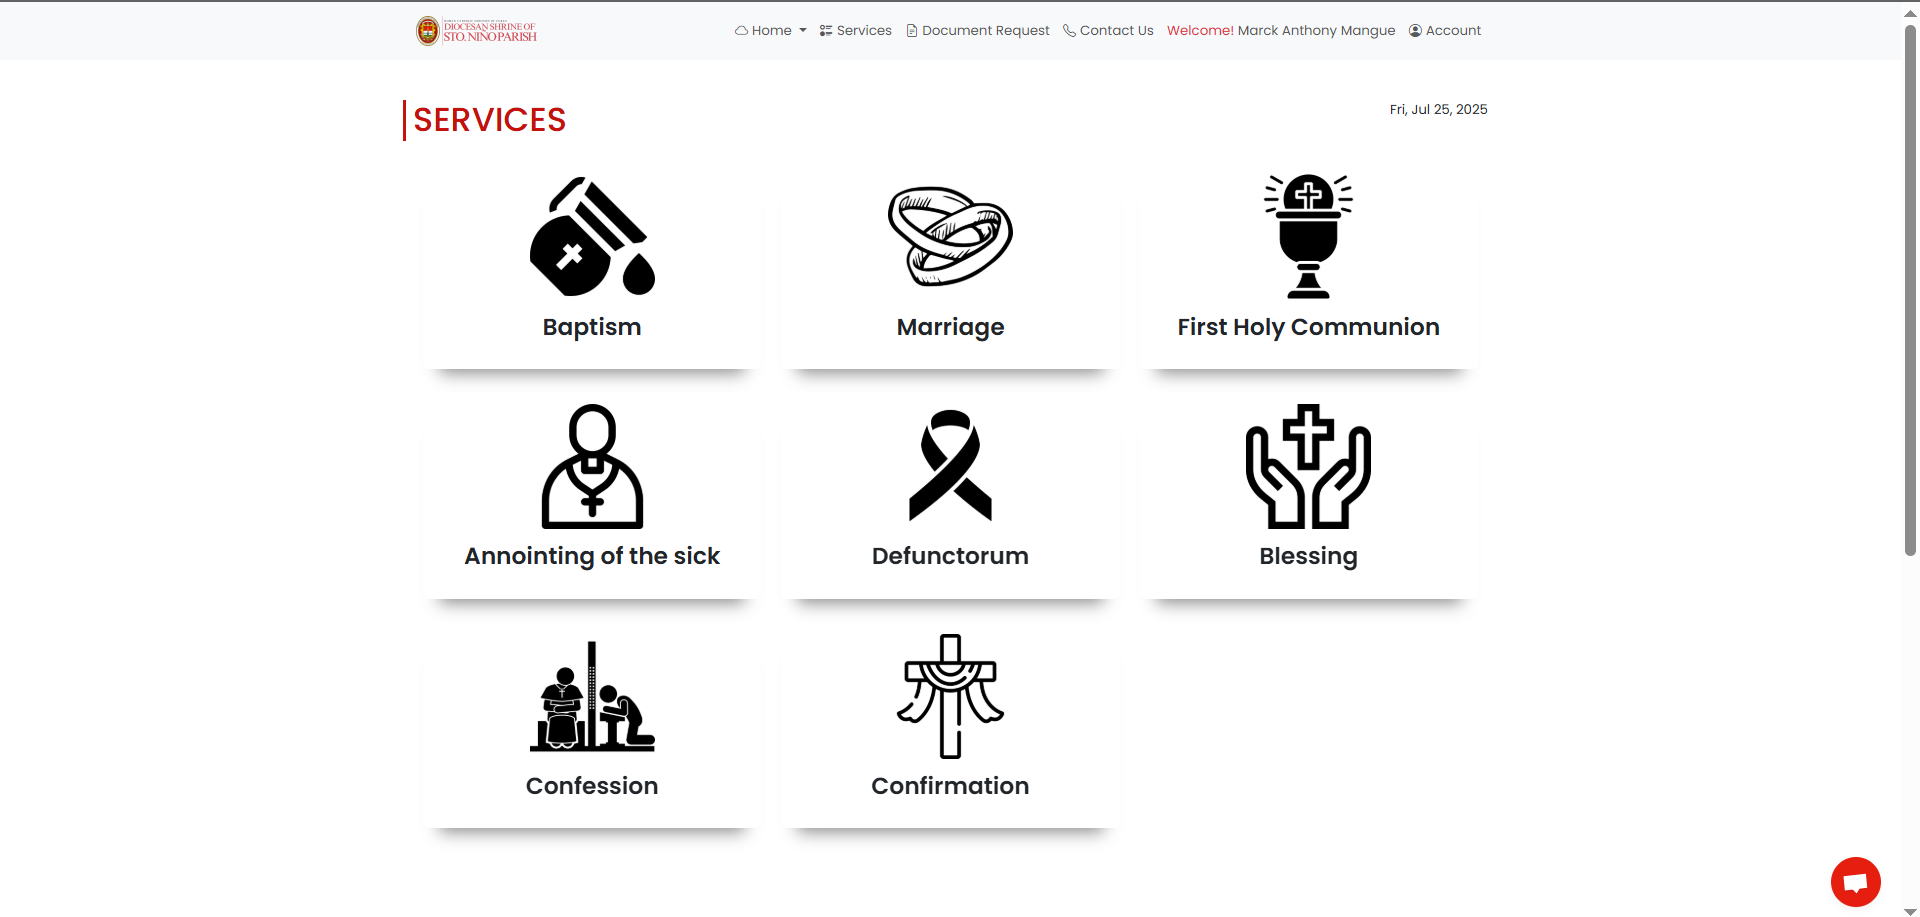 DIOCESAN SHRINE OF
STO. NIÑO PARISH
Home
Services
Document Request
Contact Us
Welcome! Marck Anthony Mangue
Account
SERVICES
Fri, Jul 25, 2025
Baptism
Marriage
First Holy Communion
Annointing of the sick
Defunctorum
Blessing
Confession
Confirmation